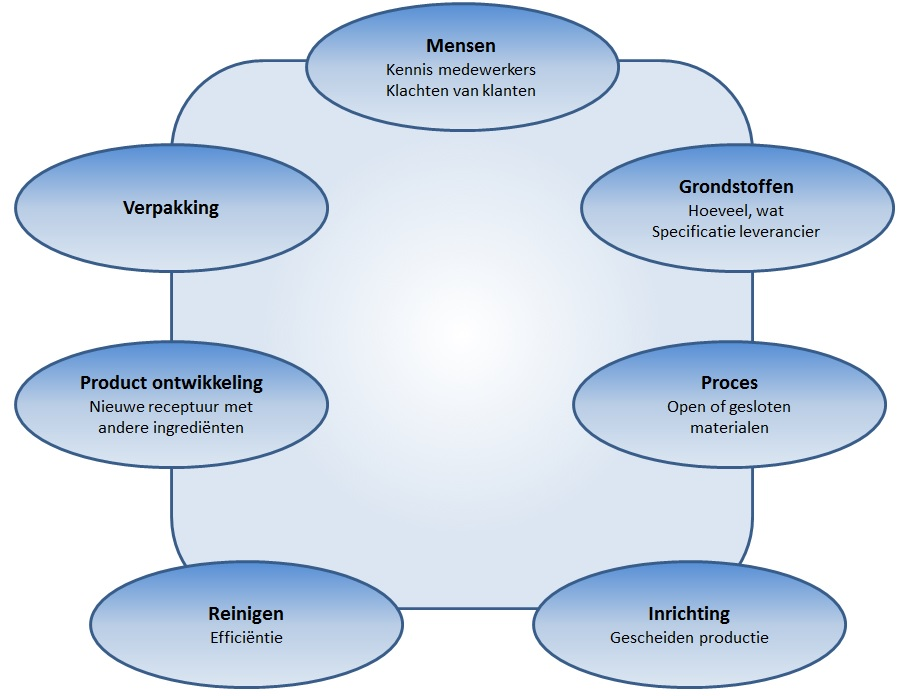 Mensen
Kennis medewerkers
Klachten van klanten
Verpakking
Grondstoffen
Hoeveel, wat
Specificatie leverancier
Product ontwikkeling
Nieuwe receptuur met
andere ingrediënten
Proces
Open of gesloten
materialen
Reinigen
Efficiëntie
Inrichting
Gescheiden productie